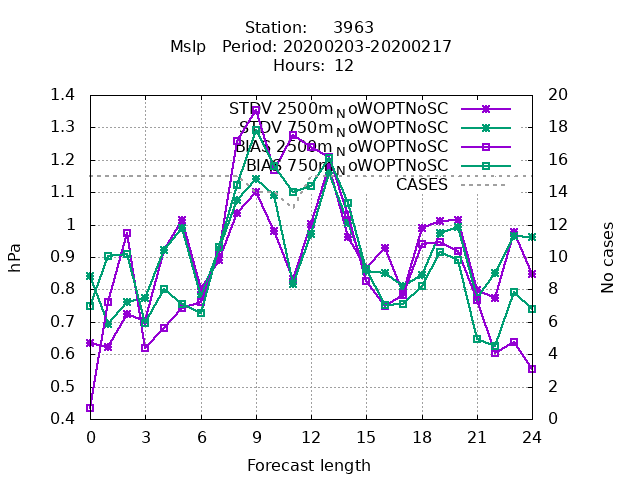 Station: 3963
Mslp Period: 20200203-20200217
Hours: 12
1.4
1.3
1.2
1.1
1
0.9
0.8
0.7
0.6
0.5
0.4
hPa
STDV 2500m_NoWOPTNoSC
STDV 750m_NoWOPTNoSC
BIAS 2500m_NoWOPTNoSC
BIAS 750m_NoWOPTNoSC
CASES
20
18
16
14
12
10
8
6
4
2
0
No cases
0 3 6 9 12 15 18 21 24
Forecast length